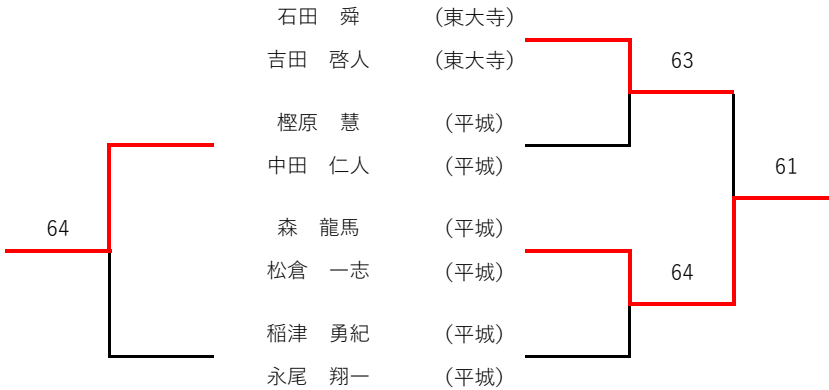 石田　舜　(東大寺)
吉田　啓人　(東大寺)
63
樫原　慧　(平城)
中田　仁人　(平城)
61
64
森　龍馬　(平城)
松倉　一志　(平城)
64
稲津　勇紀　(平城)
永尾　翔一　(平城)